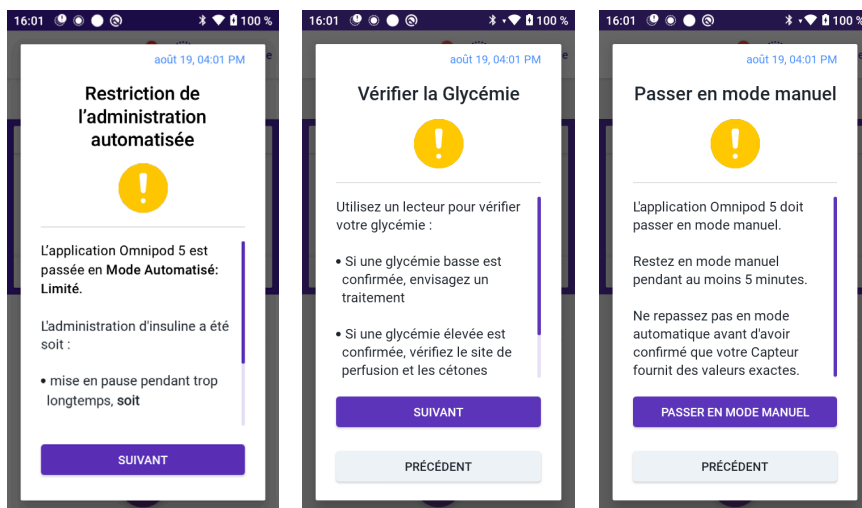 16:01 100 %
août 19, 04:01 PM
e
Restriction de
l’administration
automatisée
L’application Omnipod 5 est
passée en Mode Automatisé:
Limité.
L'administration d'insuline a été
soit :
• mise en pause pendant trop
longtemps, soit
SUIVANT
16:01 100 %
août 19, 04:01 PM
e
Vérifier la Glycémie
Utilisez un lecteur pour vérifier
votre glycémie :
• Si une glycémie basse est
confirmée, envisagez un
traitement
• Si une glycémie élevée est
confirmée, vérifiez le site de
perfusion et les cétones
SUIVANT
PRÉCÉDENT
16:01 100 %
août 19, 04:01 PM
Passer en mode manuel
L'application Omnipod 5 doit
passer en mode manuel.
Restez en mode manuel
pendant au moins 5 minutes.
Ne repassez pas en mode
automatique avant d'avoir
confirmé que votre Capteur
fournit des valeurs exactes.
PASSER EN MODE MANUEL
PRÉCÉDENT